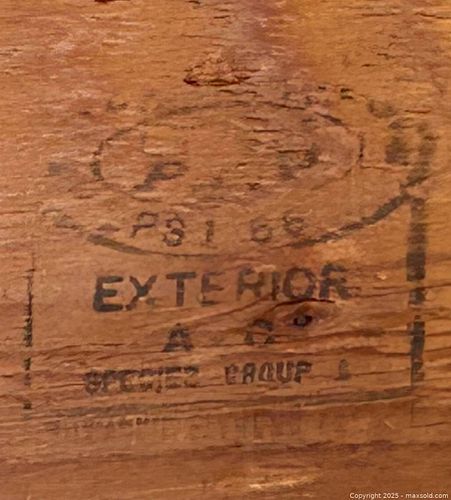 PS 1 66
EXTERIOR
A C
SPECIES GROUP 1
Copyright 2025 - maxsold.com